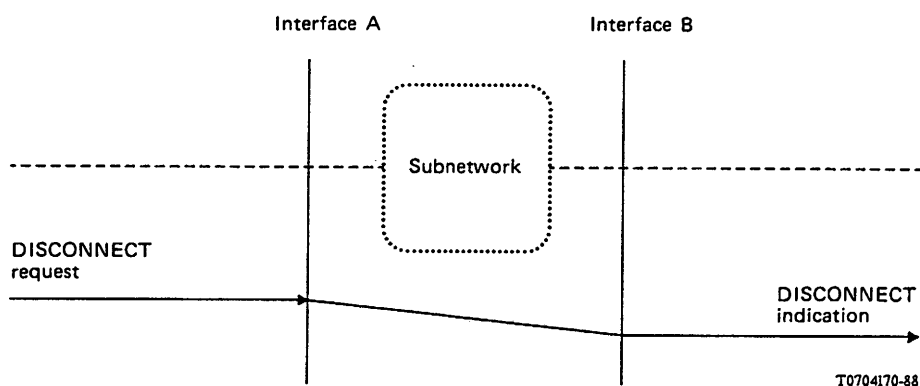 Interface A
Interface B
Subnetwork
DISCONNECT
request
DISCONNECT
indication
T0704170-88